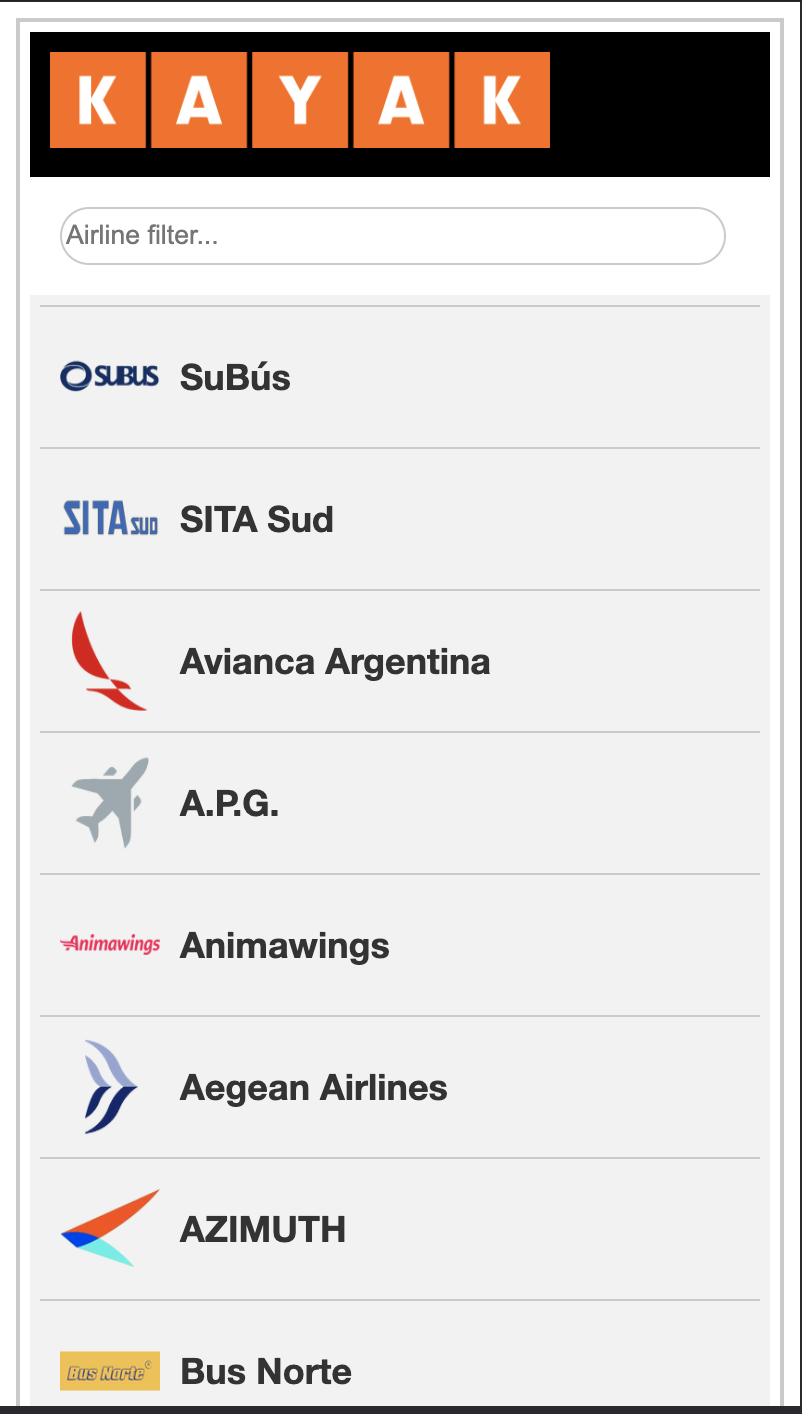 KAYAK
Airline filter...
SUBUS SuBús
SITA SUD SITA Sud
Avianca Argentina
A.P.G.
Animawings Animawings
Aegean Airlines
AZIMUTH
Bus Norte® Bus Norte